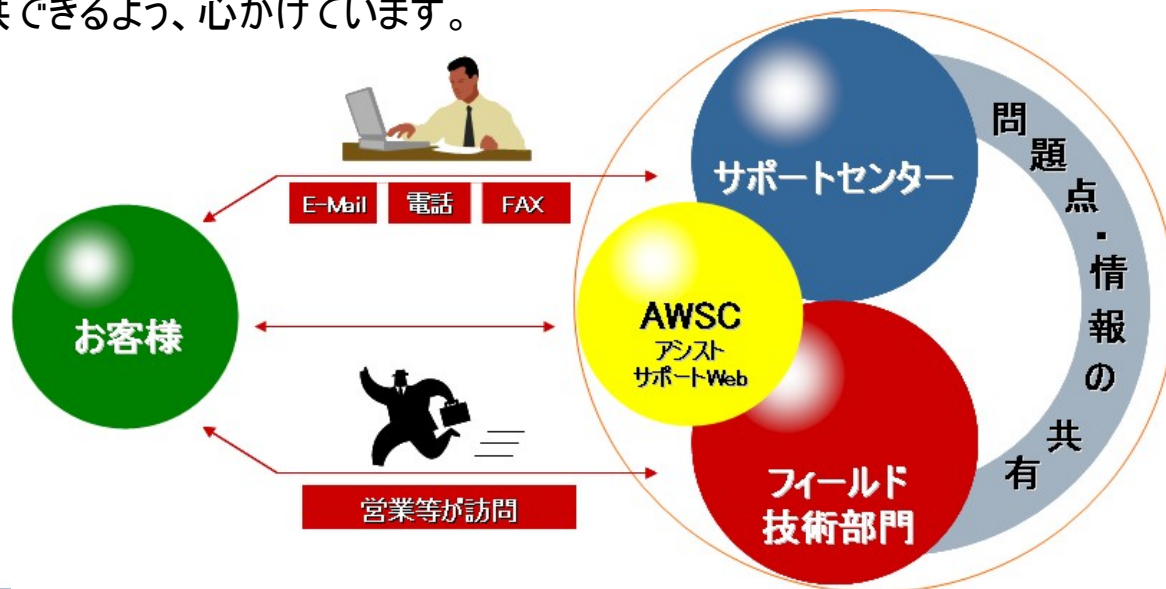 供できるよう、心がけています。
サポートセンター
E-Mail
電話
FAX
お客様
AWSC
アシスト
サポートWeb
営業等が訪問
フィールド
技術部門
問題点・情報の共有